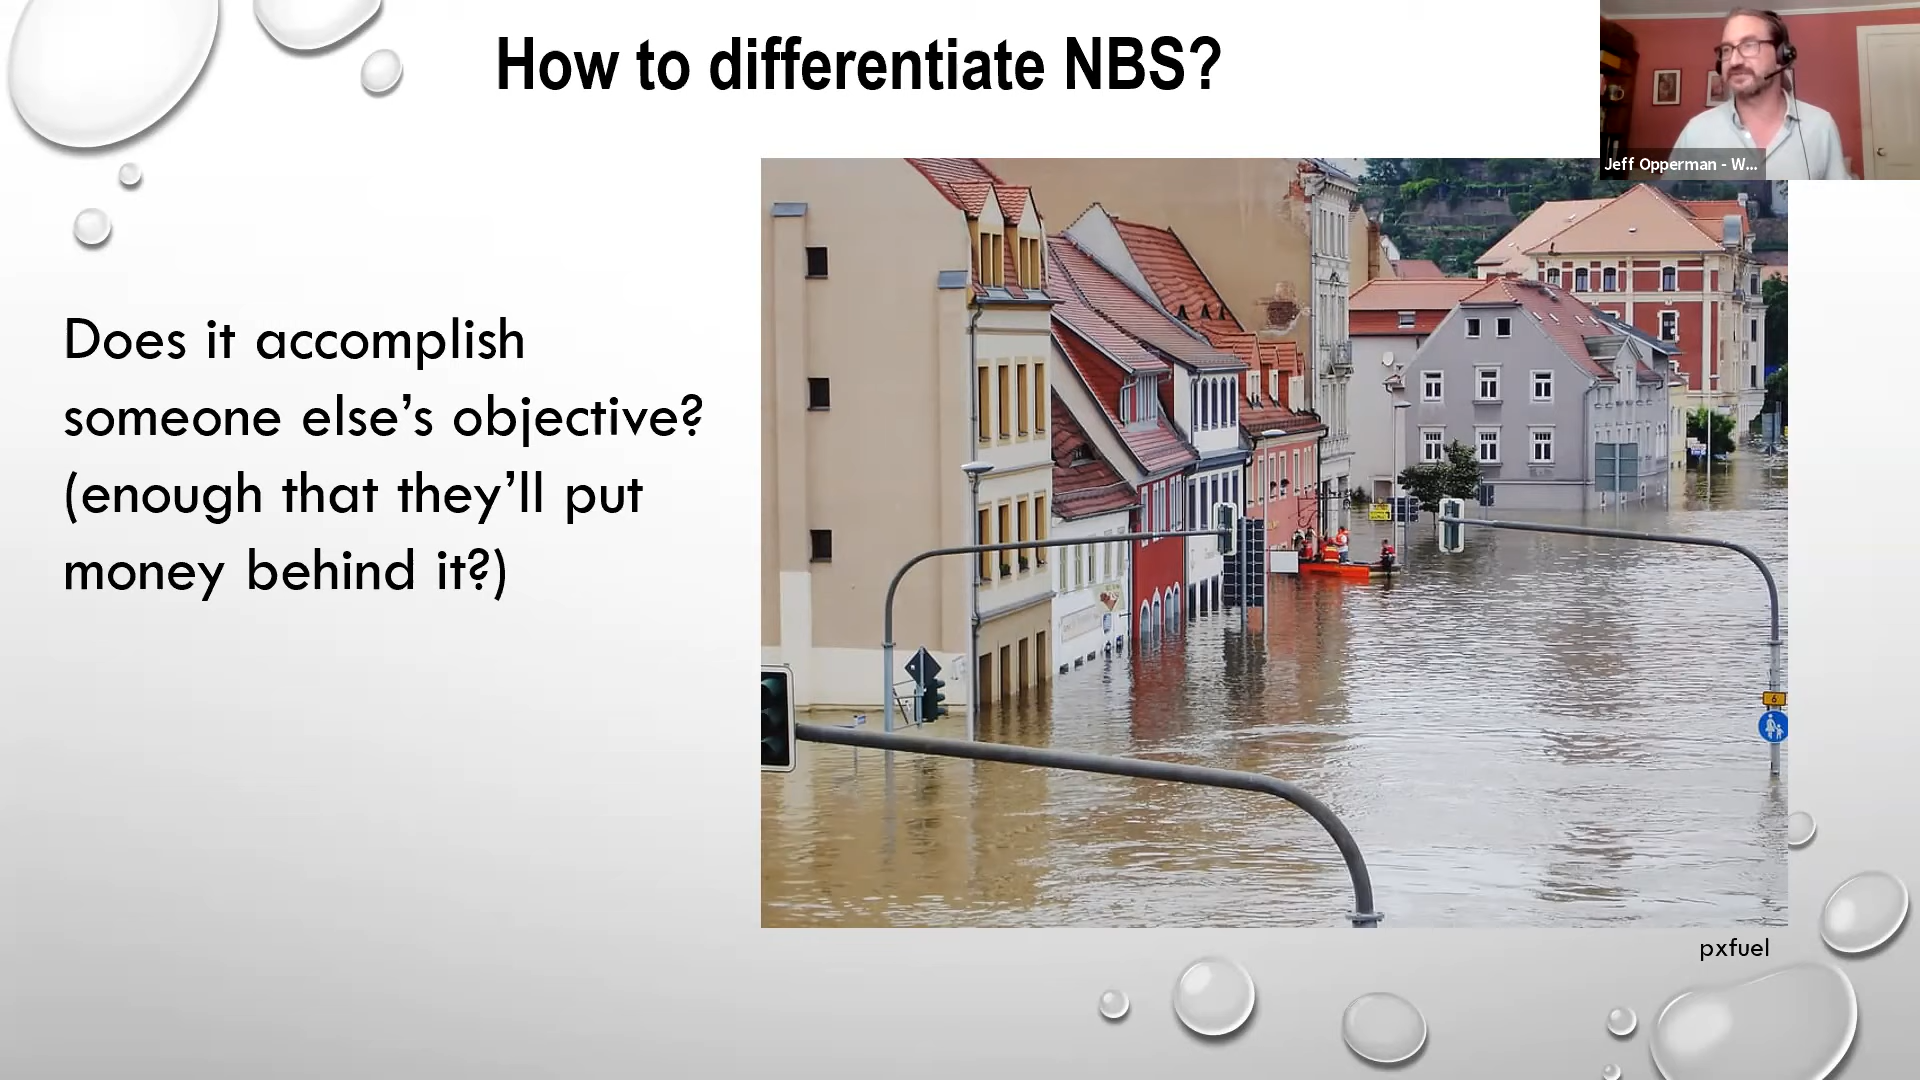 How to differentiate NBS?
Jeff Opperman - W...
Does it accomplish
someone else’s objective?
(enough that they’ll put
money behind it?)
6
pxfuel